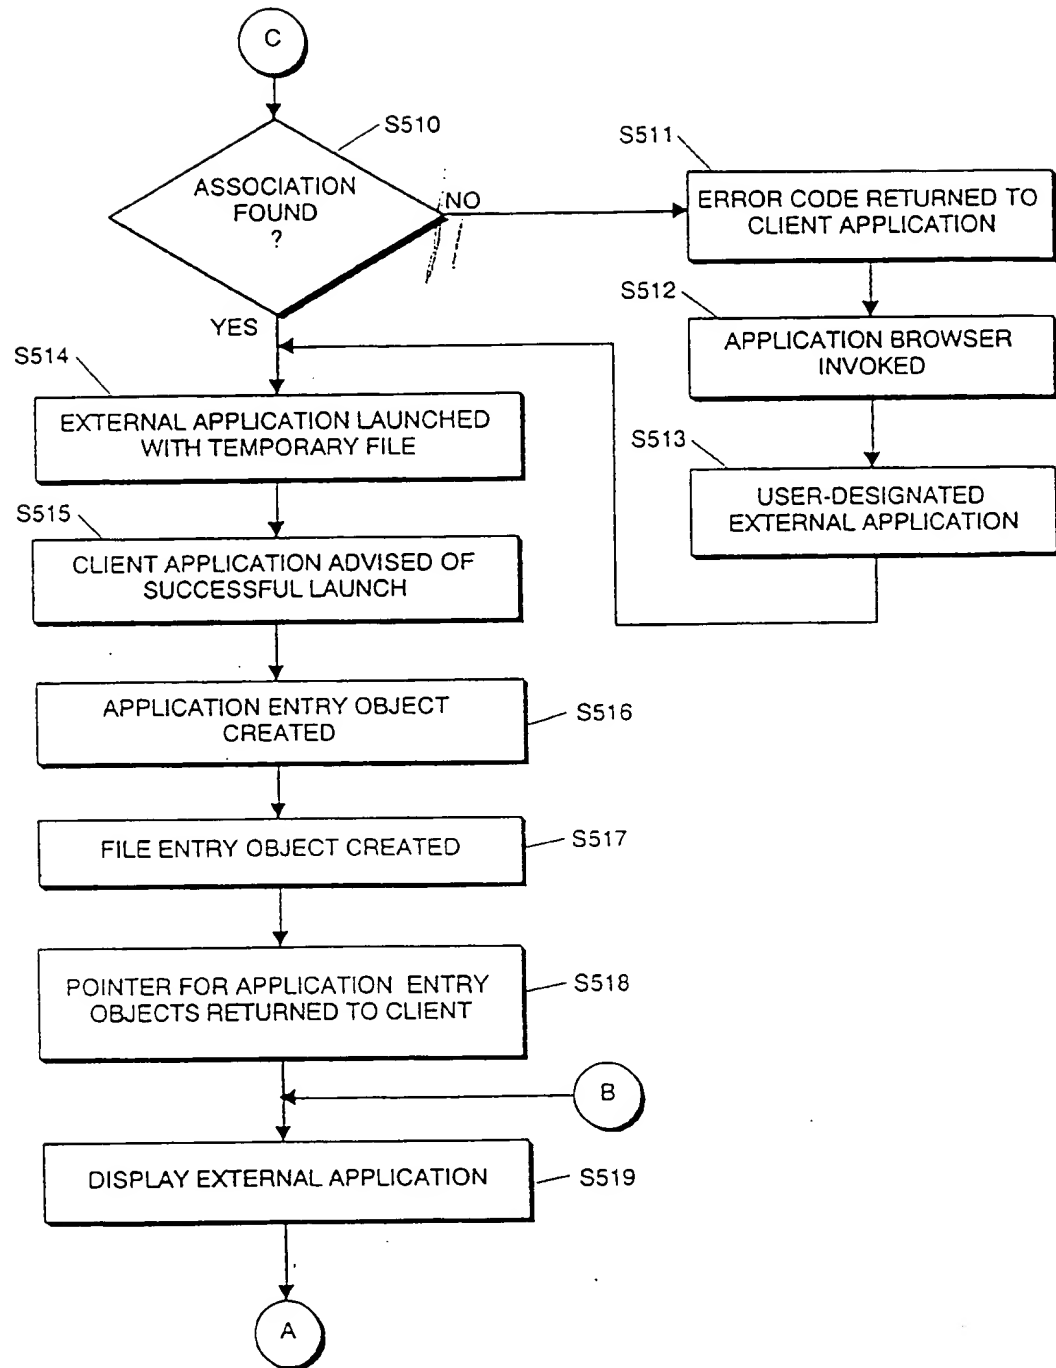 C
S510
ASSOCIATION
FOUND
?
NO
YES
S511
ERROR CODE RETURNED TO
CLIENT APPLICATION
S512
APPLICATION BROWSER
INVOKED
S513
USER-DESIGNATED
EXTERNAL APPLICATION
S514
EXTERNAL APPLICATION LAUNCHED
WITH TEMPORARY FILE
S515
CLIENT APPLICATION ADVISED OF
SUCCESSFUL LAUNCH
APPLICATION ENTRY OBJECT
CREATED
S516
FILE ENTRY OBJECT CREATED
S517
POINTER FOR APPLICATION ENTRY
OBJECTS RETURNED TO CLIENT
S518
B
DISPLAY EXTERNAL APPLICATION
S519
A